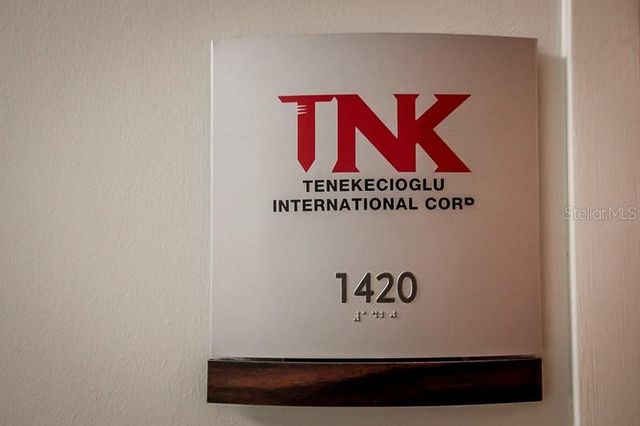 TNK
TENEKECIOGLU
INTERNATIONAL CORP
1420
StellarMLS